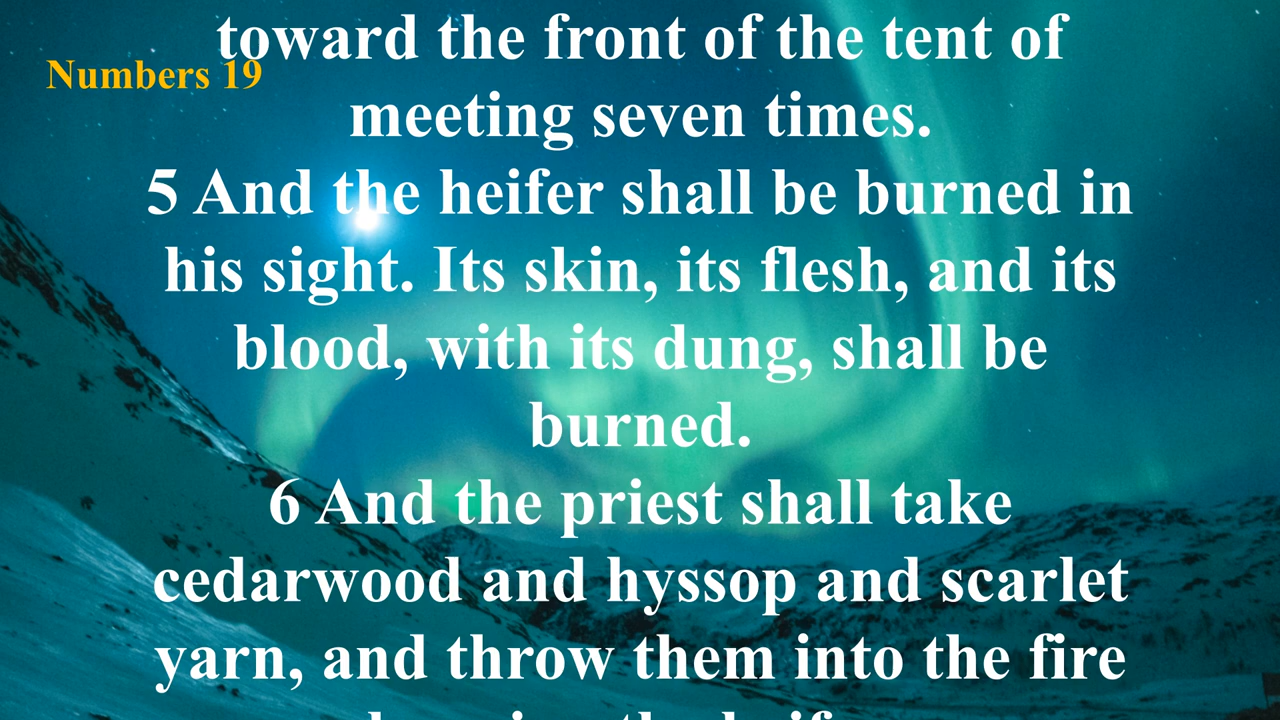 toward the front of the tent of
Numbers 19
meeting seven times.
5 And the heifer shall be burned in
his sight. Its skin, its flesh, and its
blood, with its dung, shall be
burned.
6 And the priest shall take
cedarwood and hyssop and scarlet
yarn, and throw them into the fire